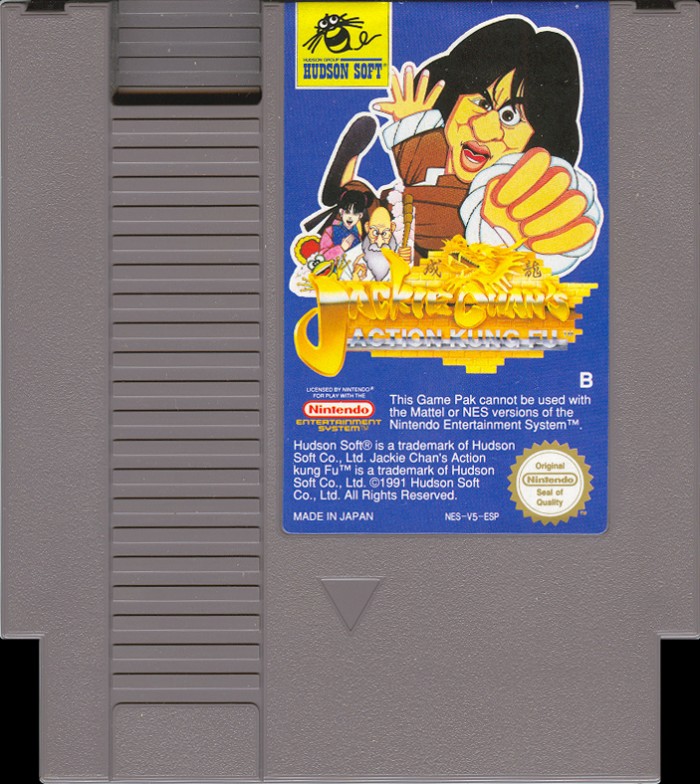 HUDSON GROUP
HUDSON SOFT™
成 龍
JACKIE CHAN'S
ACTION KUNG FU™
B
LICENSED BY NINTENDO®
FOR PLAY WITH THE
Nintendo®
ENTERTAINMENT
SYSTEM™
This Game Pak cannot be used with
the Mattel or NES versions of the
Nintendo Entertainment System™.
Hudson Soft® is a trademark of Hudson
Soft Co., Ltd. Jackie Chan's Action
kung Fu™ is a trademark of Hudson
Soft Co., Ltd. ©1991 Hudson Soft
Co., Ltd. All Rights Reserved.
Original
Nintendo
Seal of
Quality
MADE IN JAPAN
NES-V5-ESP